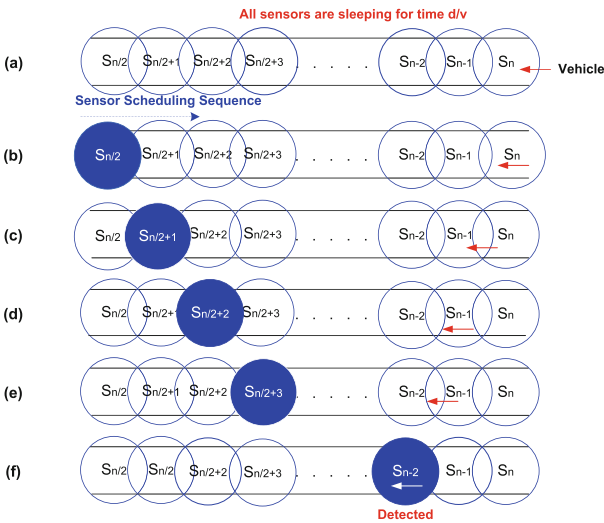 All sensors are sleeping for time d/v
(a) Sn/2 Sn/2+1 Sn/2+2 Sn/2+3 . . . . . Sn-2 Sn-1 Sn Vehicle
Sensor Scheduling Sequence
(b) Sn/2 Sn/2+1 Sn/2+2 Sn/2+3 . . . . . Sn-2 Sn-1 Sn
(c) Sn/2 Sn/2+1 Sn/2+2 Sn/2+3 . . . . . Sn-2 Sn-1 Sn
(d) Sn/2 Sn/2+1 Sn/2+2 Sn/2+3 . . . . . Sn-2 Sn-1 Sn
(e) Sn/2 Sn/2+1 Sn/2+2 Sn/2+3 . . . . . Sn-2 Sn-1 Sn
(f) Sn/2 Sn/2 Sn/2+2 Sn/2+3 . . . . . Sn-2 Sn-1 Sn
Detected